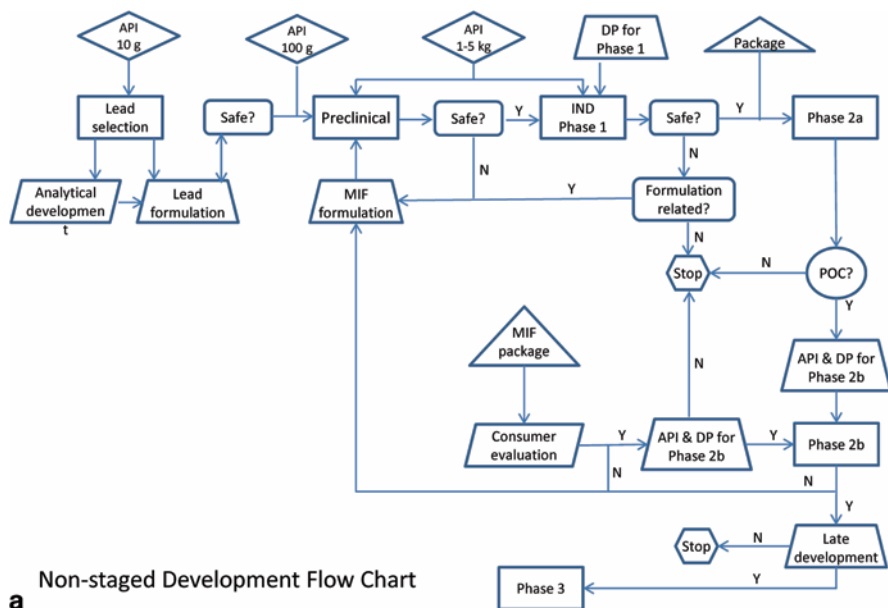 API
10 g
API
100 g
API
1-5 kg
DP for
Phase 1
Package
Lead
selection
Safe?
Preclinical
Safe?
Y
IND
Phase 1
Safe?
Y
Phase 2a
N
N
Analytical
developmen
t
Lead
formulation
MIF
formulation
Y
Formulation
related?
N
Stop
N
POC?
Y
MIF
package
N
API & DP for
Phase 2b
Consumer
evaluation
Y
API & DP for
Phase 2b
Y
Phase 2b
N
N
Y
Stop
N
Late
development
Y
Phase 3
a Non-staged Development Flow Chart